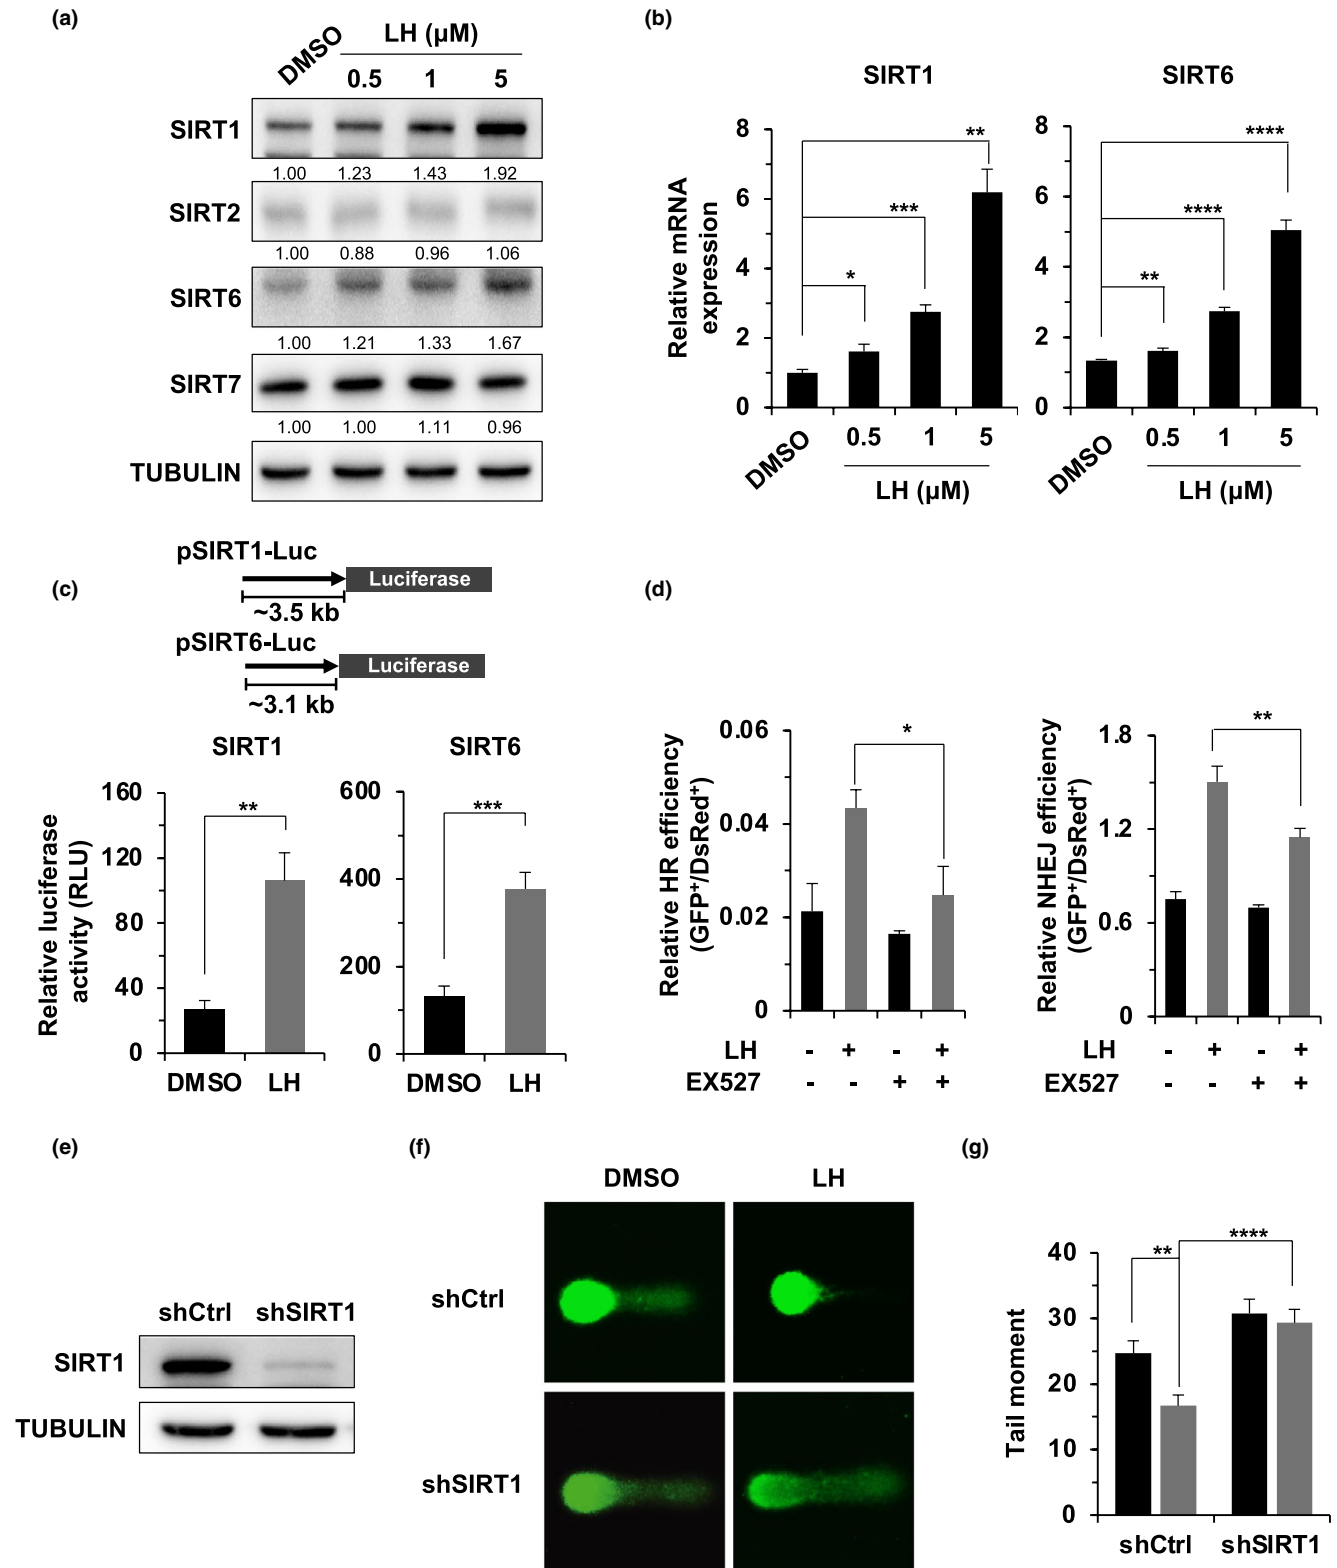 (a)
DMSO
LH (µM)
0.5 1 5
SIRT1
1.00 1.23 1.43 1.92
SIRT2
1.00 0.88 0.96 1.06
SIRT6
1.00 1.21 1.33 1.67
SIRT7
1.00 1.00 1.11 0.96
TUBULIN
(b)
SIRT1
Relative mRNA
expression
8
6
4
2
0
*
***
**
DMSO 0.5 1 5
LH (µM)
SIRT6
8
6
4
2
0
**
****
****
DMSO 0.5 1 5
LH (µM)
(c)
pSIRT1-Luc
Luciferase
~3.5 kb
pSIRT6-Luc
Luciferase
~3.1 kb
SIRT1
Relative luciferase
activity (RLU)
160
120
80
40
0
**
DMSO LH
SIRT6
600
400
200
0
***
DMSO LH
(d)
Relative HR efficiency
(GFP⁺/DsRed⁺)
0.06
0.04
0.02
0
*
LH - + - +
EX527 - - + +
Relative NHEJ efficiency
(GFP⁺/DsRed⁺)
1.8
1.2
0.6
0
**
LH - + - +
EX527 - - + +
(e)
shCtrl shSIRT1
SIRT1
TUBULIN
(f)
DMSO LH
shCtrl
shSIRT1
(g)
Tail moment
40
30
20
10
0
** ****
shCtrl shSIRT1